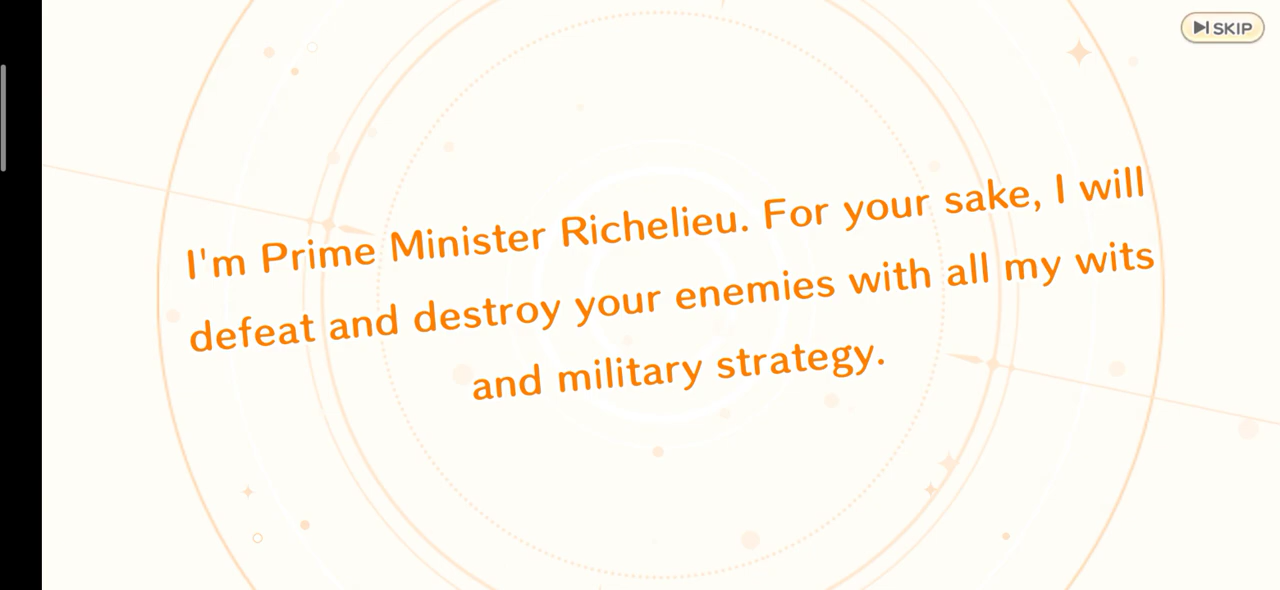 SKIP
I'm Prime Minister Richelieu. For your sake, I will
defeat and destroy your enemies with all my wits
and military strategy.